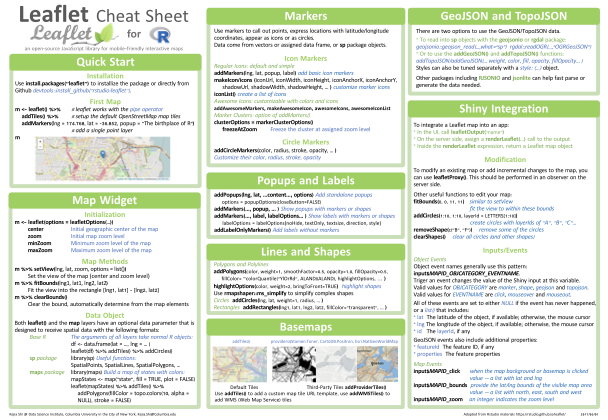 Leaflet Cheat Sheet
Leaflet for R
an open-source JavaScript library for mobile-friendly interactive maps
Quick Start
Installation
Use install.packages("leaflet") to installate the package or directly from
Github devtools::install_github("rstudio/leaflet").
First Map
m <- leaflet() %>% # leaflet works with the pipe operator
addTiles() %>% # setup the default OpenStreetMap map tiles
addMarkers(lng = 174.768, lat = -36.852, popup = "The birthplace of R")
# add a single point layer
m
Map Widget
Initialization
m <- leaflet(options = leafletOptions(...))
center Initial geographic center of the map
zoom Initial map zoom level
minZoom Minimum zoom level of the map
maxZoom Maximum zoom level of the map
Map Methods
m %>% setView(lng, lat, zoom, options = list())
Set the view of the map (center and zoom level)
m %>% fitBounds(lng1, lat1, lng2, lat2)
Fit the view into the rectangle [lng1, lat1] - [lng2, lat2]
m %>% clearBounds()
Clear the bound, automatically determine from the map elements
Data Object
Both leaflet() and the map layers have an optional data parameter that is
designed to receive spatial data with the following formats:
Base R The arguments of all layers take normal R objects:
df <- data.frame(lat = ..., lng = ...)
leaflet(df) %>% addTiles() %>% addCircles()
sp package library(sp) Useful functions:
SpatialPoints, SpatialLines, SpatialPolygons, ...
maps package library(maps) Build a map of states with colors:
mapStates <- map("state", fill = TRUE, plot = FALSE)
leaflet(mapStates) %>% addTiles() %>%
addPolygons(fillColor = topo.colors(10, alpha =
NULL), stroke = FALSE)
Markers
Use markers to call out points, express locations with latitude/longitude
coordinates, appear as icons or as circles.
Data come from vectors or assigned data frame, or sp package objects.
Icon Markers
Regular Icons: default and simple
addMarkers(lng, lat, popup, label) add basic icon markers
makeIcon/icons (iconUrl, iconWidth, iconHeight, iconAnchorX, iconAnchorY,
shadowUrl, shadowWidth, shadowHeight, ...) customize marker icons
iconList() create a list of icons
Awesome Icons: customizable with colors and icons
addAwesomeMarkers, makeAwesomeIcon, awesomeIcons, awesomeIconList
Marker Clusters: option of addMarkers()
clusterOptions = markerClusterOptions()
freezeAtZoom Freeze the cluster at assigned zoom level
Circle Markers
addCircleMarkers(color, radius, stroke, opacity, ... )
Customize their color, radius, stroke, opacity
Popups and Labels
addPopups(lng, lat, ...content..., options) Add standalone popups
options = popupOptions(closeButton=FALSE)
addMarkers(..., popup, ... ) Show popups with markers or shapes
addMarkers(..., label, labelOptions... ) Show labels with markers or shapes
labelOptions = labelOptions(noHide, textOnly, textsize, direction, style)
addLabelOnlyMarkers() Add labels without markers
Lines and Shapes
Polygons and Polylines
addPolygons(color, weight=1, smoothFactor=0.5, opacity=1.0, fillOpacity=0.5,
fillColor= ~colorQuantile("YlOrRd", ALAND)(ALAND), highlightOptions, ... )
highlightOptions(color, weight=2, bringToFront=TRUE) highlight shapes
Use rmapshaper::ms_simplify to simplify complex shapes
Circles addCircles(lng, lat, weight=1, radius, ... )
Rectangles addRectangles(lng1, lat1, lng2, lat2, fillColor="transparent", ... )
Basemaps
addTiles() providers$Stamen.Toner, CartoDB.Positron, Esri.NatGeoWorldMap
Default Tiles Third-Party Tiles addProviderTiles()
Use addTiles() to add a custom map tile URL template, use addWMSTiles()
to add WMS (Web Map Service) tiles
GeoJSON and TopoJSON
There are two options to use the GeoJSON/TopoJSON data.
* To read into sp objects with the geojsonio or rgdal package:
geojsonio::geojson_read(...,what="sp") rgdal::readOGR(...,"OGRGeoJSON")
* Or to use the addGeoJSON() and addTopoJSON() functions:
addTopoJSON/addGeoJSON(... weight, color, fill, opacity, fillOpacity... )
Styles can also be tuned separately with a style: {...} object.
Other packages including RJSONIO and jsonlite can help fast parse or
generate the data needed.
Shiny Integration
To integrate a Leaflet map into an app:
* In the UI, call leafletOutput("name")
* On the server side, assign a renderLeaflet(...) call to the output
* Inside the renderLeaflet expression, return a Leaflet map object
Modification
To modify an existing map or add incremental changes to the map, you can
use leafletProxy(). This should be performed in an observer on the
server side.
Other useful functions to edit your map:
fitBounds(0, 0, 11, 11) similar to setView
fit the view to within these bounds
addCircles(1:10, 1:10, layerId = LETTERS[1:10])
create circles with layerIds of "A", "B", "C"...
removeShape(c("B", "F")) remove some of the circles
clearShapes() clear all circles (and other shapes)
Inputs/Events
Object Events
Object event names generally use this pattern:
input$MAPID_OBJCATEGORY_EVENTNAME.
Triger an event changes the value of the Shiny input at this variable.
Valid values for OBJCATEGORY are marker, shape, geojson and topojson.
Valid values for EVENTNAME are click, mouseover and mouseout.
All of these events are set to either NULL if the event has never happened,
or a list() that includes:
* lat The latitude of the object, if available; otherwise, the mouse cursor
* lng The longitude of the object, if available; otherwise, the mouse cursor
* id The layerId, if any
GeoJSON events also include additional properties:
* featureId The feature ID, if any
* properties The feature properties
Map Events
input$MAPID_click when the map background or basemap is clicked
value -- a list with lat and lng
input$MAPID_bounds provide the lat/lng bounds of the visible map area
value -- a list with north, east, south and west
input$MAPID_zoom an integer indicates the zoom level